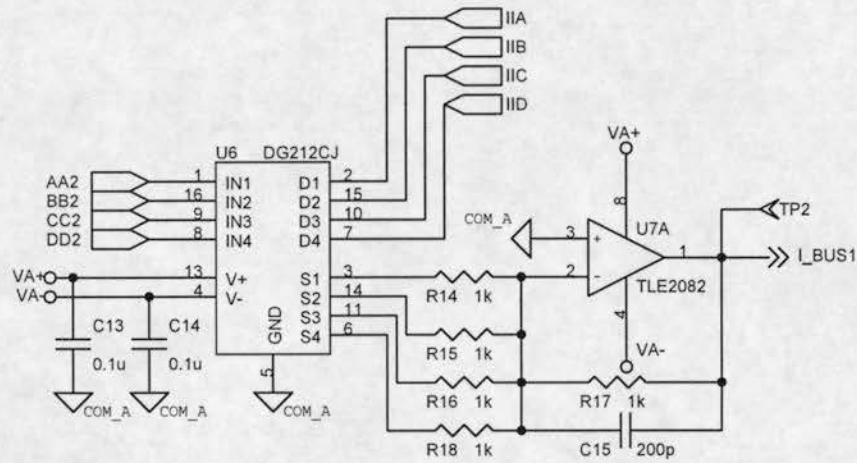 IIA
IIB
IIC
IID
U6 DG212CJ
AA2 1 IN1 D1 2
BB2 16 IN2 D2 15
CC2 9 IN3 D3 10
DD2 8 IN4 D4 7
VA+ 13 V+ S1 3
VA- 4 V- S2 14
S3 11
S4 6
GND
5
C13
0.1u
C14
0.1u
COM_A
COM_A
COM_A
R14 1k
R15 1k
R16 1k
R18 1k
COM_A
VA+
8
U7A
3 +
2 -
1
TLE2082
4
VA-
TP2
I_BUS1
R17 1k
C15 200p